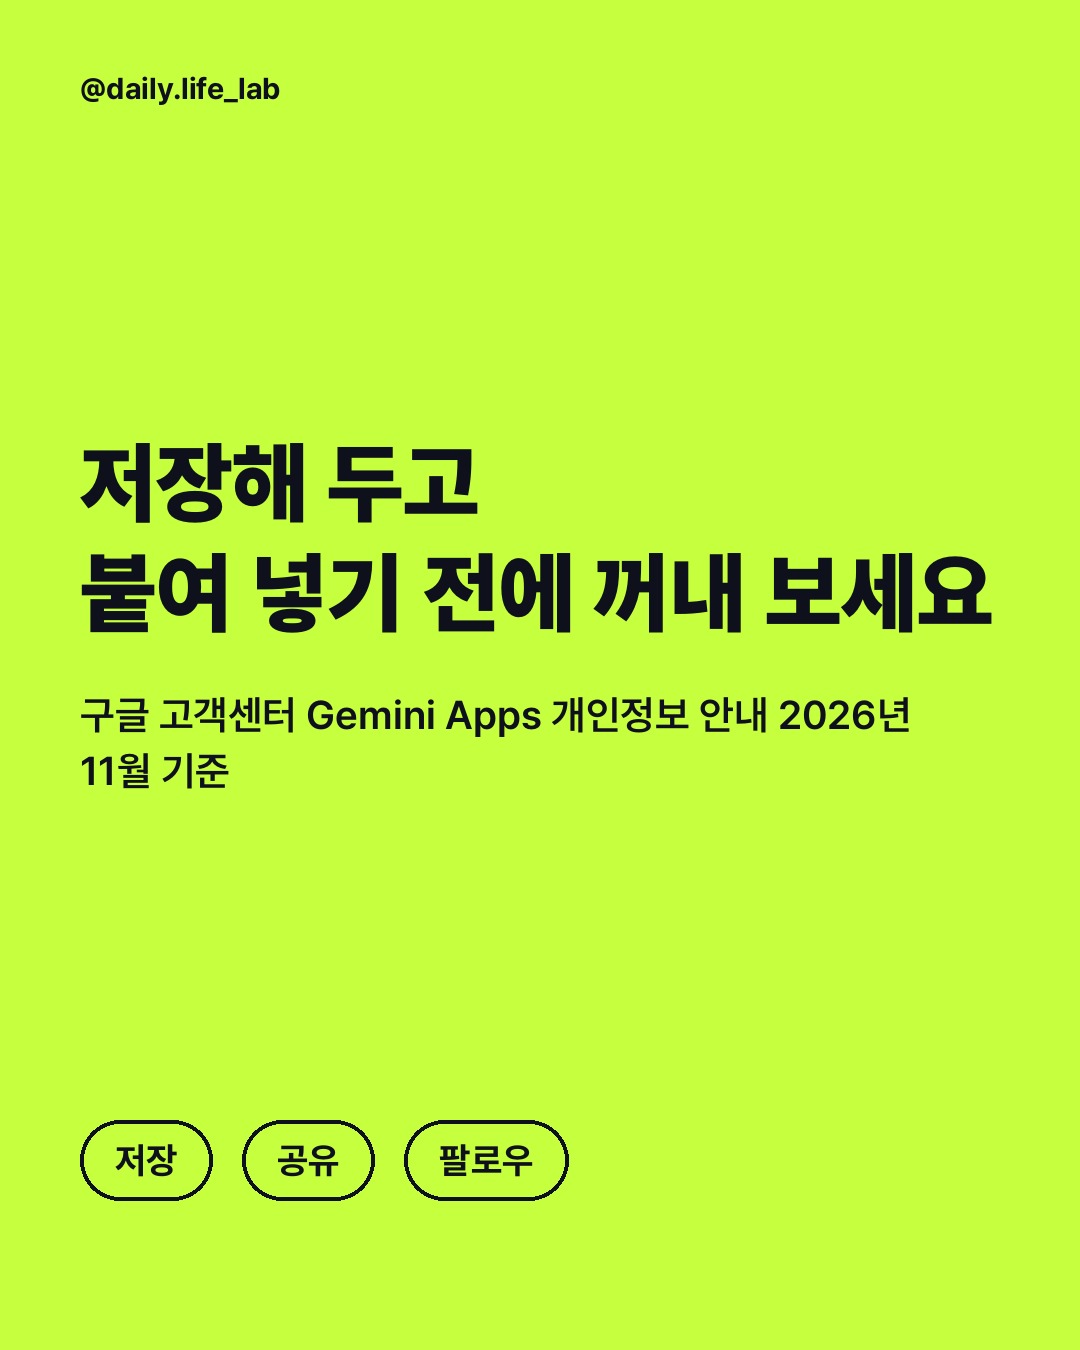 @daily.life_lab
저장해 두고
붙여 넣기 전에 꺼내 보세요
구글 고객센터 Gemini Apps 개인정보 안내 2026년
11월 기준
저장
공유
팔로우